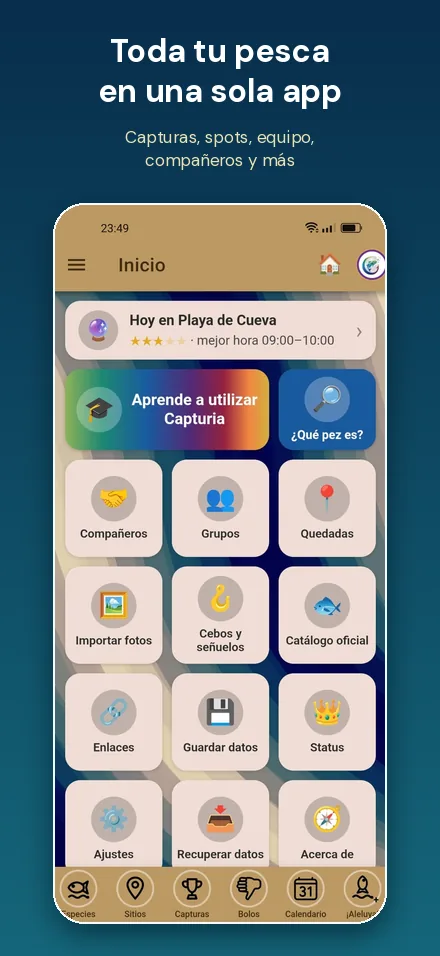 Toda tu pesca
en una sola app
Capturas, spots, equipo,
compañeros y más
23:49
Inicio
Hoy en Playa de Cueva
· mejor hora 09:00–10:00
Aprende a utilizar
Capturia
¿Qué pez es?
Compañeros
Grupos
Quedadas
Importar fotos
Cebos y
señuelos
Catálogo oficial
Enlaces
Guardar datos
Status
Ajustes
Recuperar datos
Acerca de
31
Especies
Sitios
Capturas
Bolos
Calendario